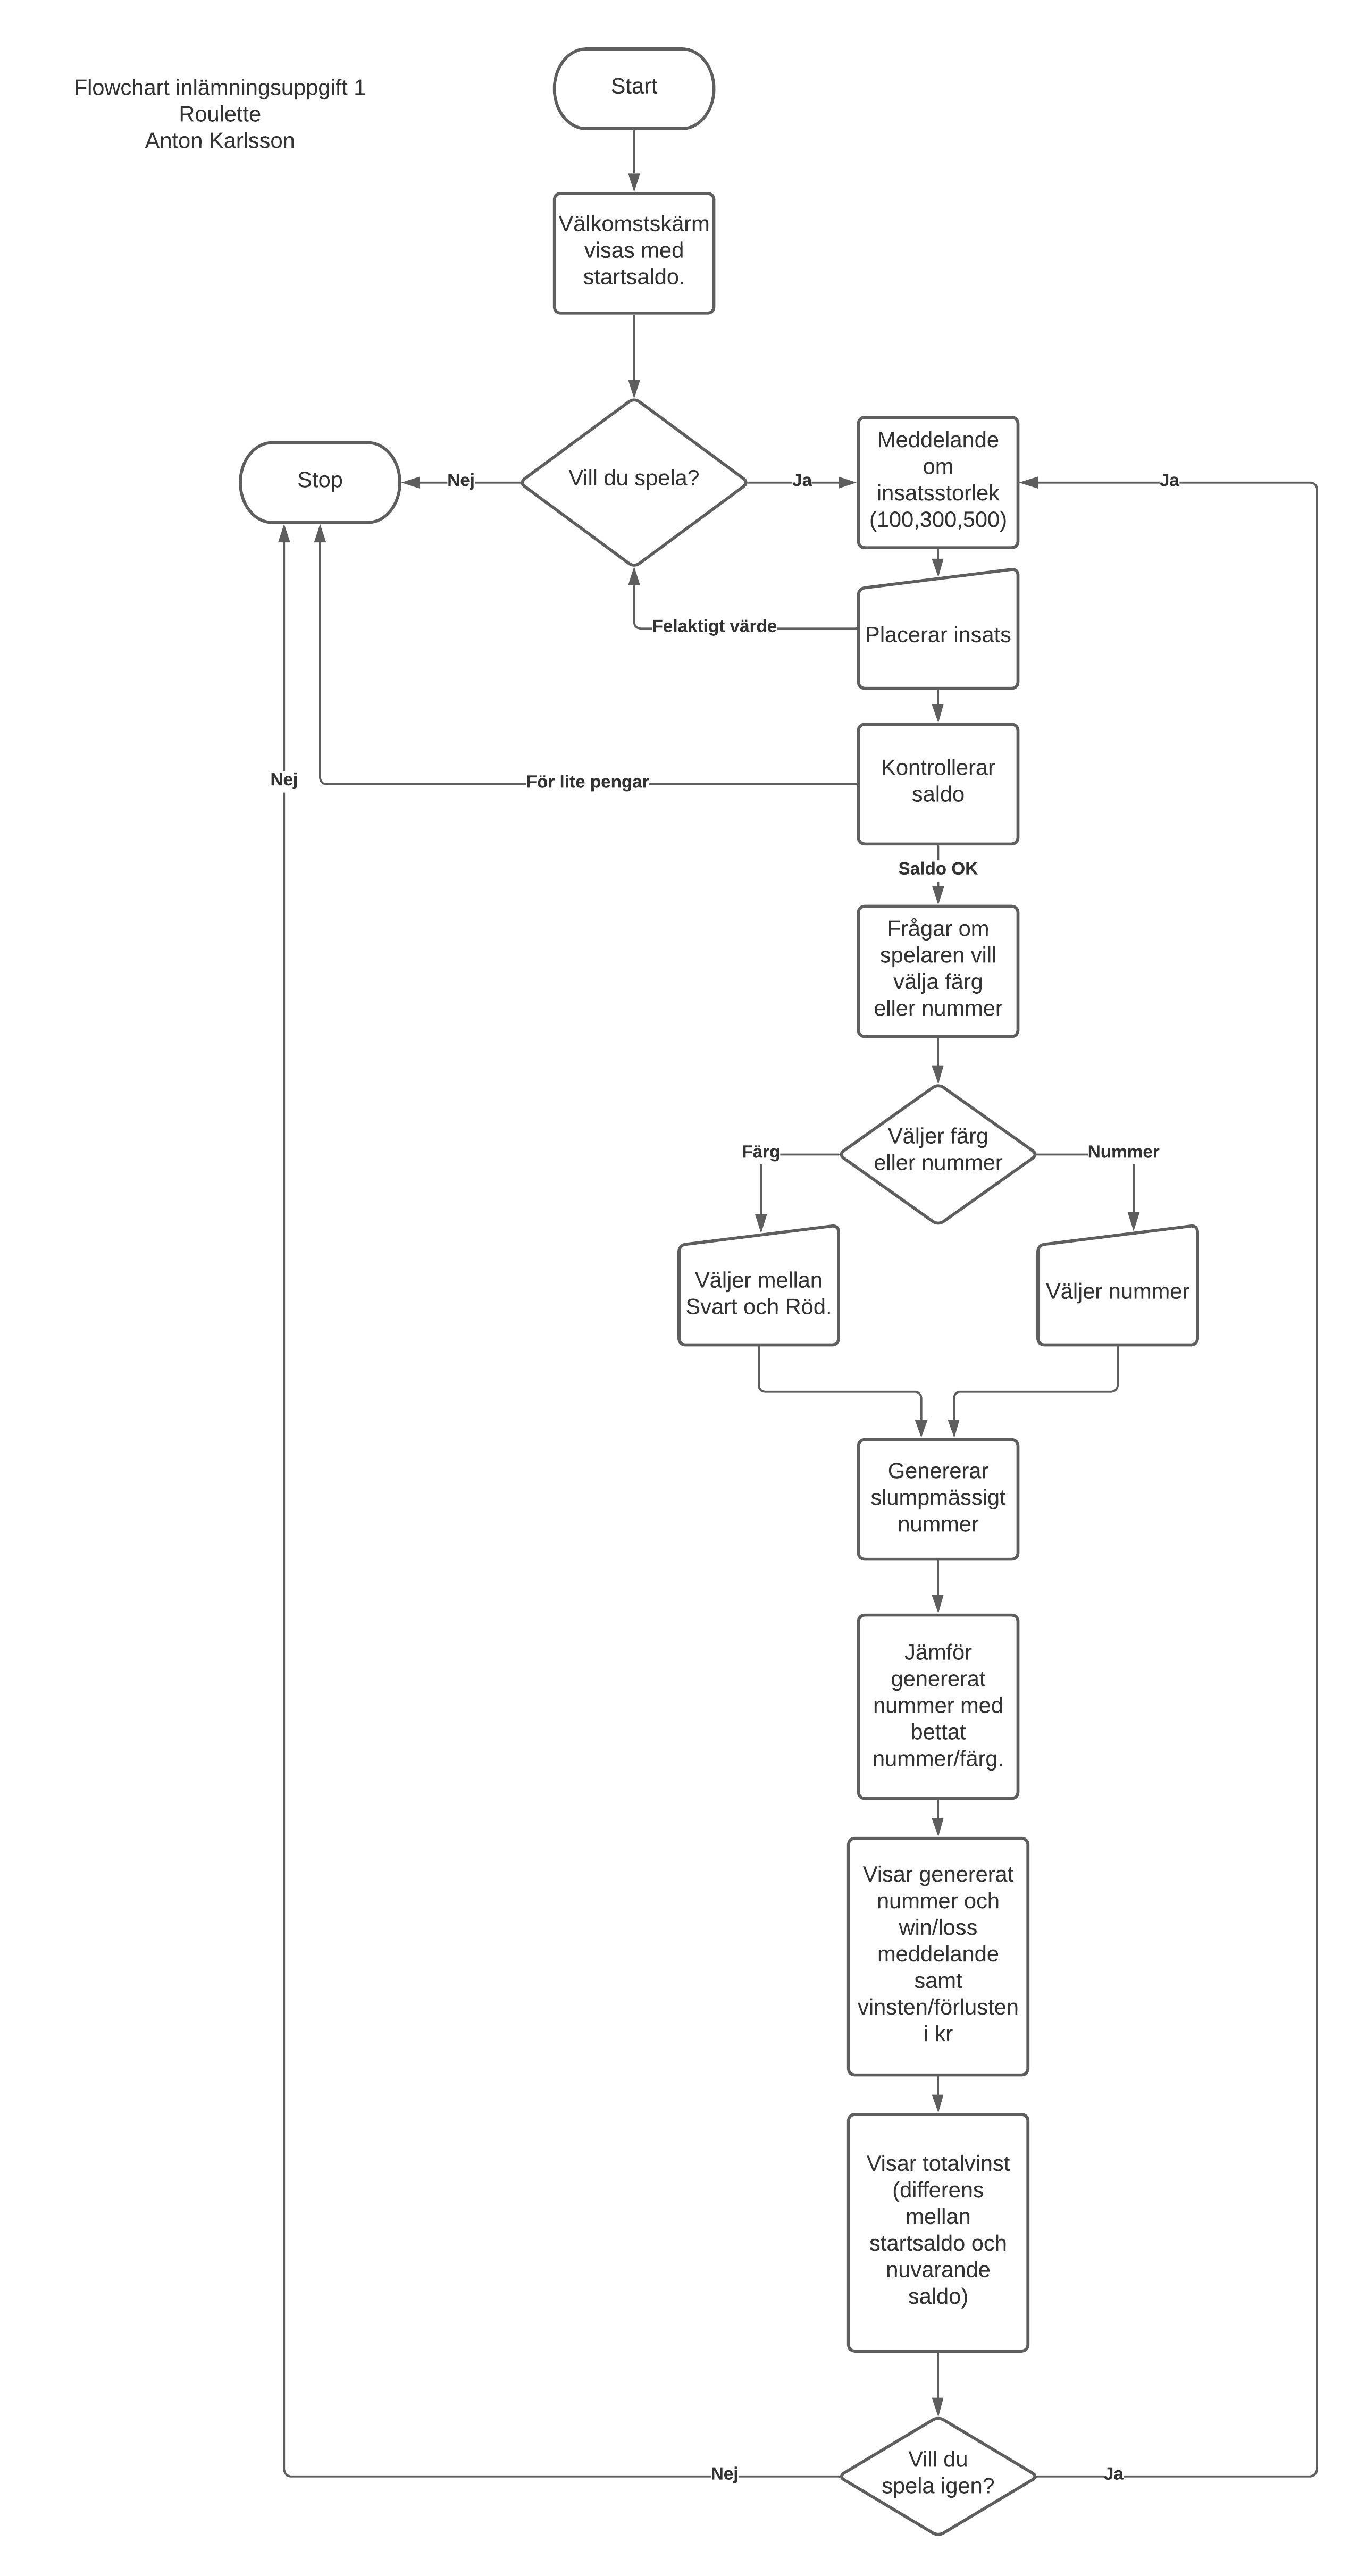 Flowchart inlämningsuppgift 1
Roulette
Anton Karlsson
Start
Välkomstskärm
visas med
startsaldo.
Vill du spela?
Nej
Stop
Ja
Meddelande
om
insatsstorlek
(100,300,500)
Ja
Placerar insats
Felaktigt värde
Kontrollerar
saldo
För lite pengar
Nej
Saldo OK
Frågar om
spelaren vill
välja färg
eller nummer
Väljer färg
eller nummer
Färg
Nummer
Väljer mellan
Svart och Röd.
Väljer nummer
Genererar
slumpmässigt
nummer
Jämför
genererat
nummer med
bettat
nummer/färg.
Visar genererat
nummer och
win/loss
meddelande
samt
vinsten/förlusten
i kr
Visar totalvinst
(differens
mellan
startsaldo och
nuvarande
saldo)
Vill du
spela igen?
Nej
Ja